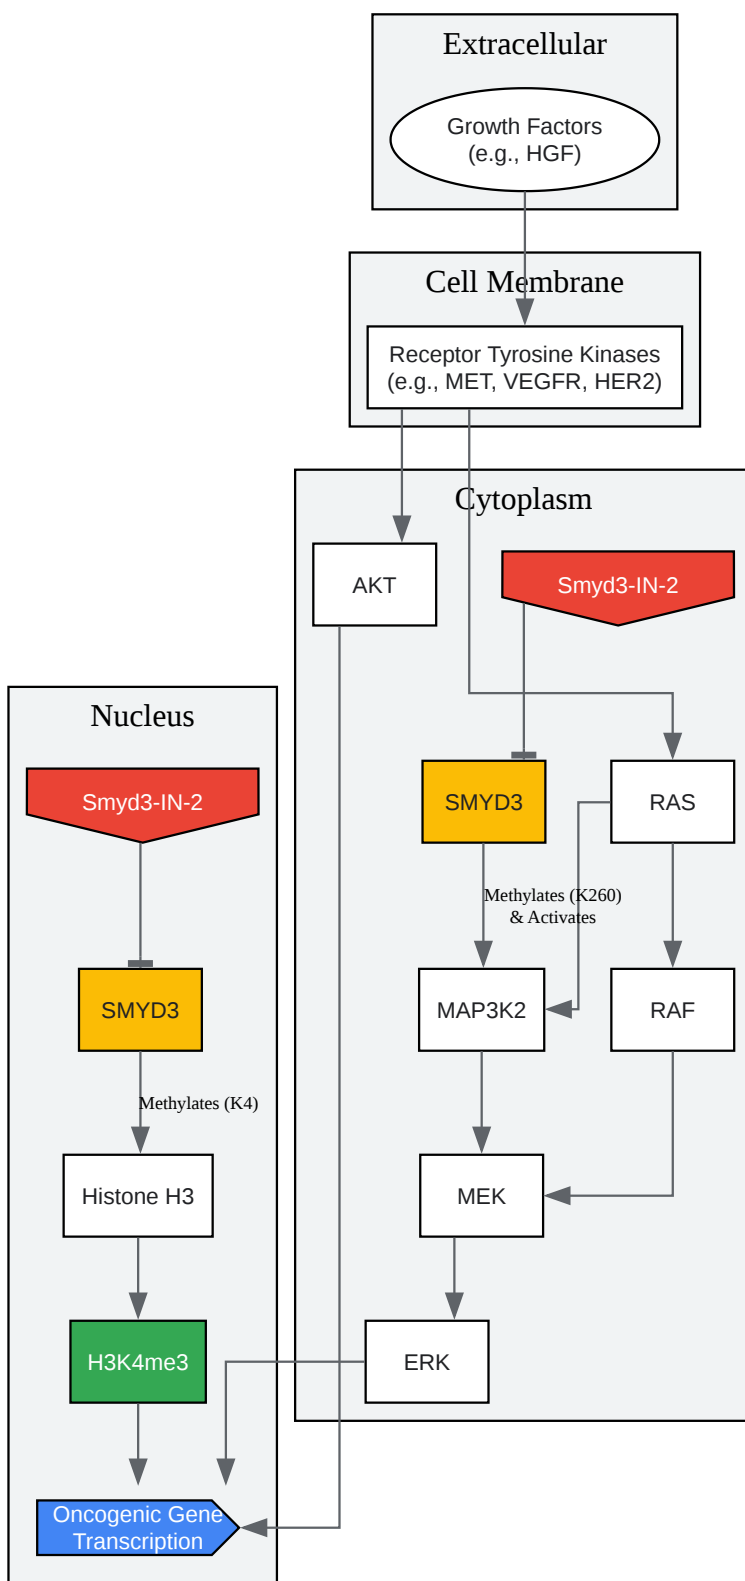 Extracellular
Growth Factors
(e.g., HGF)
Cell Membrane
Receptor Tyrosine Kinases
(e.g., MET, VEGFR, HER2)
Cytoplasm
AKT
Smyd3-IN-2
Nucleus
Smyd3-IN-2
SMYD3
RAS
Methylates (K260)
& Activates
SMYD3
MAP3K2
RAF
Methylates (K4)
Histone H3
MEK
H3K4me3
ERK
Oncogenic Gene
Transcription